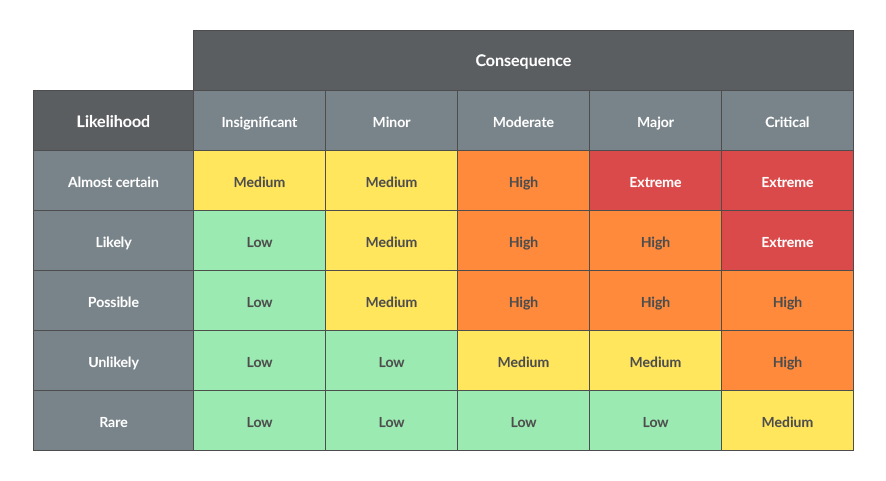 Consequence
Likelihood Insignificant Minor Moderate Major Critical
Almost certain Medium Medium High Extreme Extreme
Likely Low Medium High High Extreme
Possible Low Medium High High High
Unlikely Low Low Medium Medium High
Rare Low Low Low Low Medium